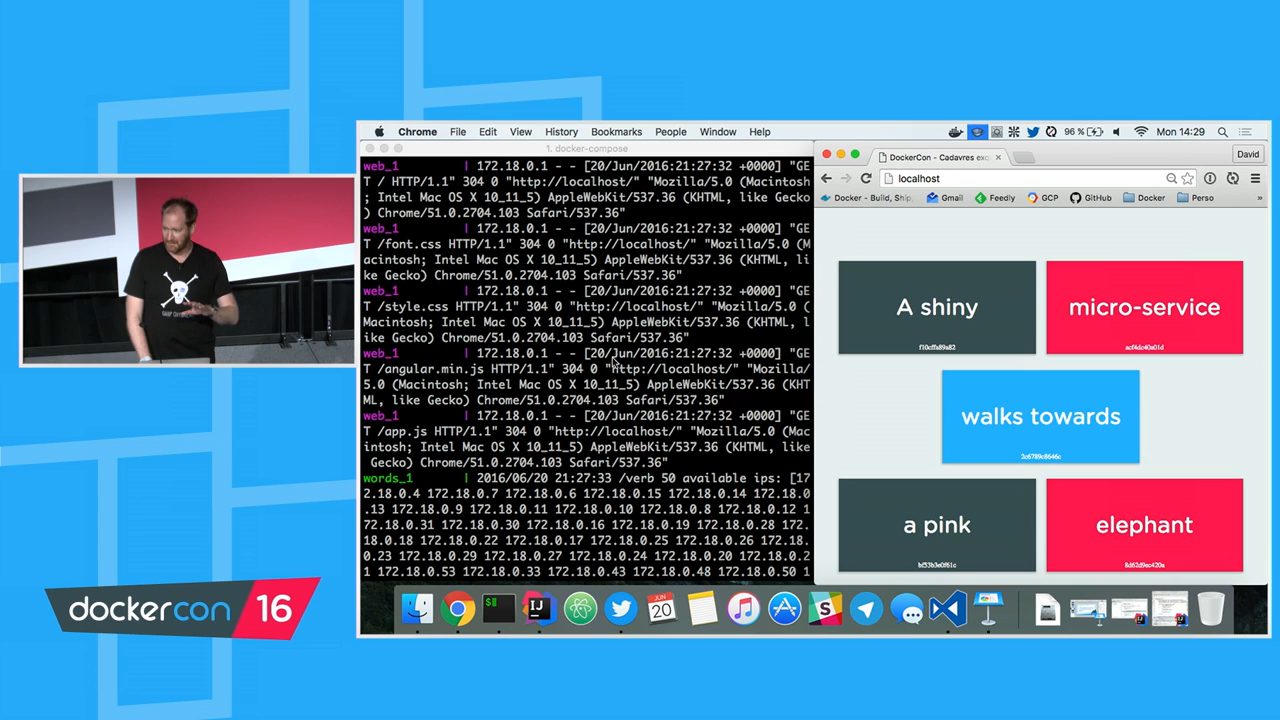 Chrome File Edit View History Bookmarks People Window Help 96 % Mon 14:29
1. docker-compose
web_1 | 172.18.0.1 - - [20/Jun/2016:21:27:32 +0000] "GE
T / HTTP/1.1" 304 0 "http://localhost/" "Mozilla/5.0 (Macintosh
; Intel Mac OS X 10_11_5) AppleWebKit/537.36 (KHTML, like Gecko
) Chrome/51.0.2704.103 Safari/537.36"
web_1 | 172.18.0.1 - - [20/Jun/2016:21:27:32 +0000] "GE
T /font.css HTTP/1.1" 304 0 "http://localhost/" "Mozilla/5.0 (M
acintosh; Intel Mac OS X 10_11_5) AppleWebKit/537.36 (KHTML, li
ke Gecko) Chrome/51.0.2704.103 Safari/537.36"
web_1 | 172.18.0.1 - - [20/Jun/2016:21:27:32 +0000] "GE
T /style.css HTTP/1.1" 304 0 "http://localhost/" "Mozilla/5.0 (
Macintosh; Intel Mac OS X 10_11_5) AppleWebKit/537.36 (KHTML, l
ike Gecko) Chrome/51.0.2704.103 Safari/537.36"
web_1 | 172.18.0.1 - - [20/Jun/2016:21:27:32 +0000] "GE
T /angular.min.js HTTP/1.1" 304 0 "http://localhost/" "Mozilla/
5.0 (Macintosh; Intel Mac OS X 10_11_5) AppleWebKit/537.36 (KHT
ML, like Gecko) Chrome/51.0.2704.103 Safari/537.36"
web_1 | 172.18.0.1 - - [20/Jun/2016:21:27:32 +0000] "GE
T /app.js HTTP/1.1" 304 0 "http://localhost/" "Mozilla/5.0 (Mac
intosh; Intel Mac OS X 10_11_5) AppleWebKit/537.36 (KHTML, like
Gecko) Chrome/51.0.2704.103 Safari/537.36"
words_1 | 2016/06/20 21:27:33 /verb 50 available ips: [17
2.18.0.4 172.18.0.7 172.18.0.6 172.18.0.15 172.18.0.14 172.18.0
.13 172.18.0.9 172.18.0.11 172.18.0.10 172.18.0.8 172.18.0.12 1
72.18.0.31 172.18.0.30 172.18.0.16 172.18.0.19 172.18.0.28 172.
18.0.18 172.18.0.22 172.18.0.17 172.18.0.25 172.18.0.26 172.18.
0.23 172.18.0.29 172.18.0.27 172.18.0.24 172.18.0.20 172.18.0.2
1 172.18.0.53 172.18.0.33 172.18.0.43 172.18.0.48 172.18.0.50 1
DockerCon - Cadavres exq
David
localhost
Docker - Build, Ship, Gmail Feedly GCP GitHub Docker Perso »
A shiny
f10cffa89a82
micro-service
acf4dc40a01d
walks towards
2c6789c8646c
a pink
bf53b3e0f61c
elephant
8d62d9ec420a
JUN
20
dockercon 16